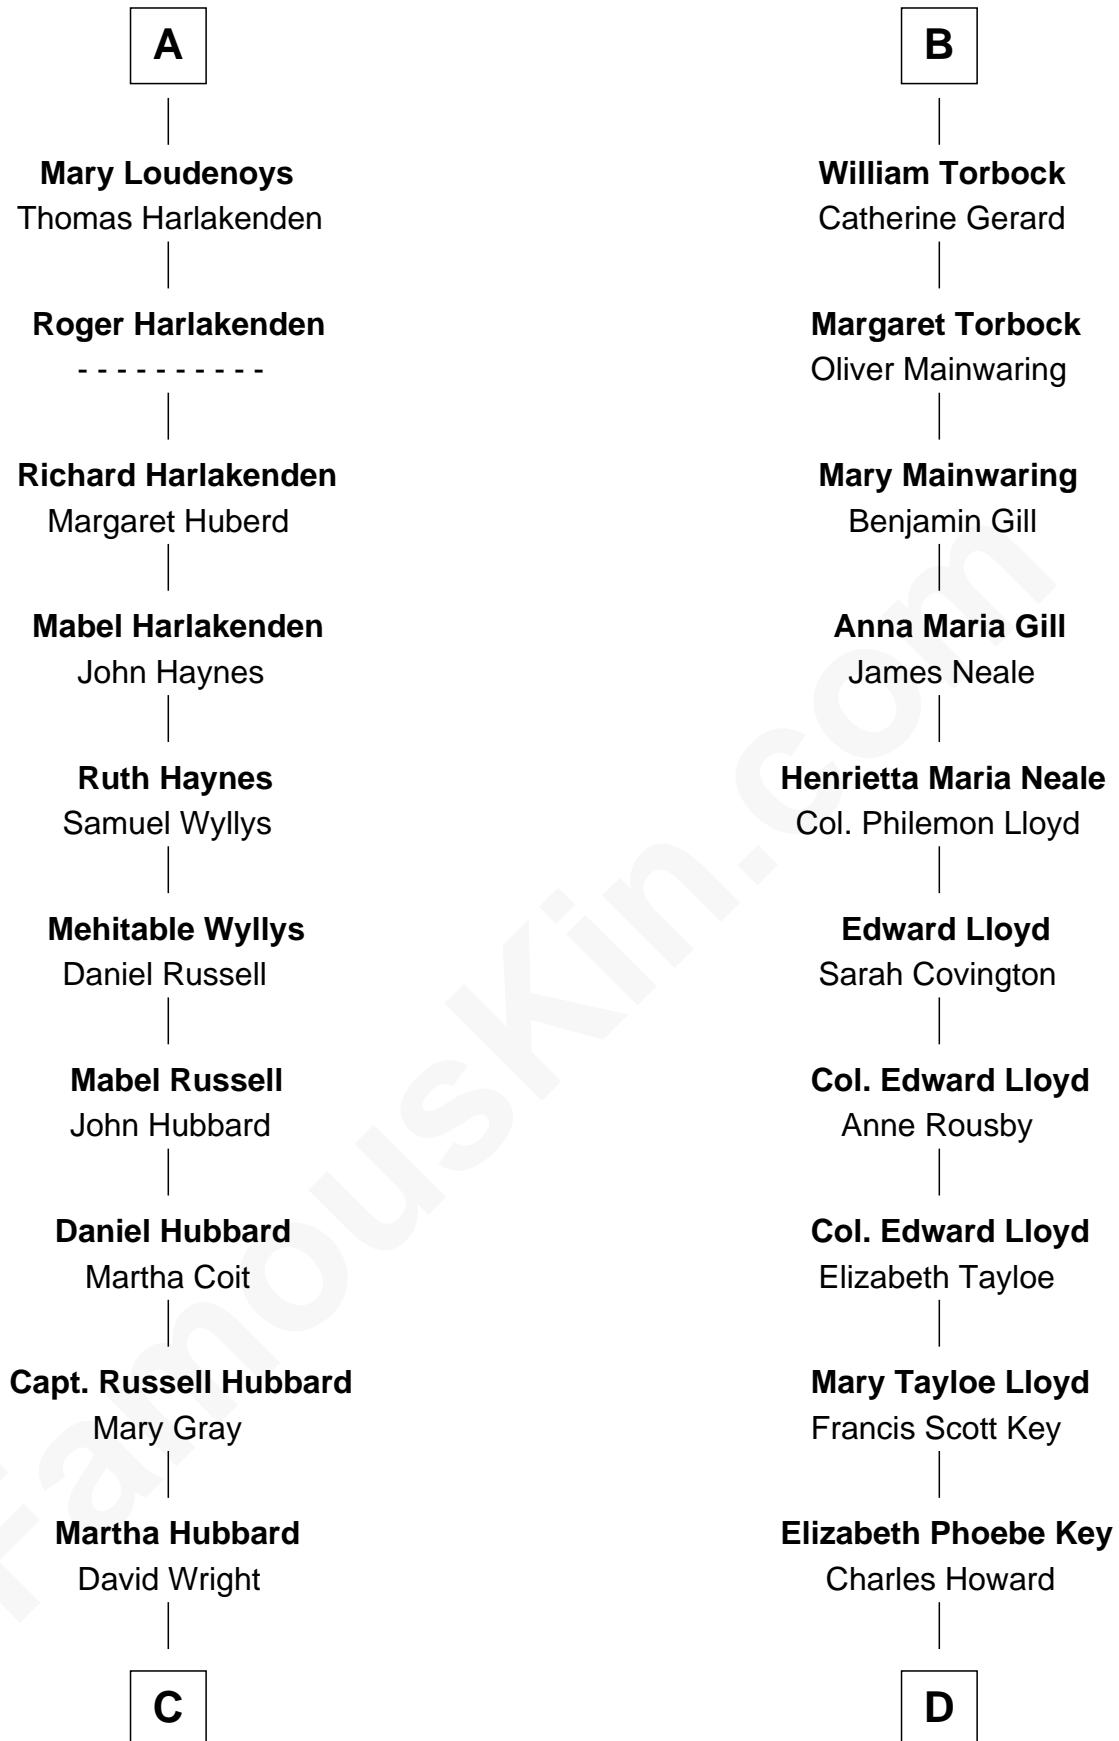 A
Mary Loudenoys
Thomas Harlakenden
Roger Harlakenden
- - - - - - - - - -
Richard Harlakenden
Margaret Huberd
Mabel Harlakenden
John Haynes
Ruth Haynes
Samuel Wyllys
Mehitable Wyllys
Daniel Russell
Mabel Russell
John Hubbard
Daniel Hubbard
Martha Coit
Capt. Russell Hubbard
Mary Gray
Martha Hubbard
David Wright
C
B
William Torbock
Catherine Gerard
Margaret Torbock
Oliver Mainwaring
Mary Mainwaring
Benjamin Gill
Anna Maria Gill
James Neale
Henrietta Maria Neale
Col. Philemon Lloyd
Edward Lloyd
Sarah Covington
Col. Edward Lloyd
Anne Rousby
Col. Edward Lloyd
Elizabeth Tayloe
Mary Tayloe Lloyd
Francis Scott Key
Elizabeth Phoebe Key
Charles Howard
D
FamousKin.com